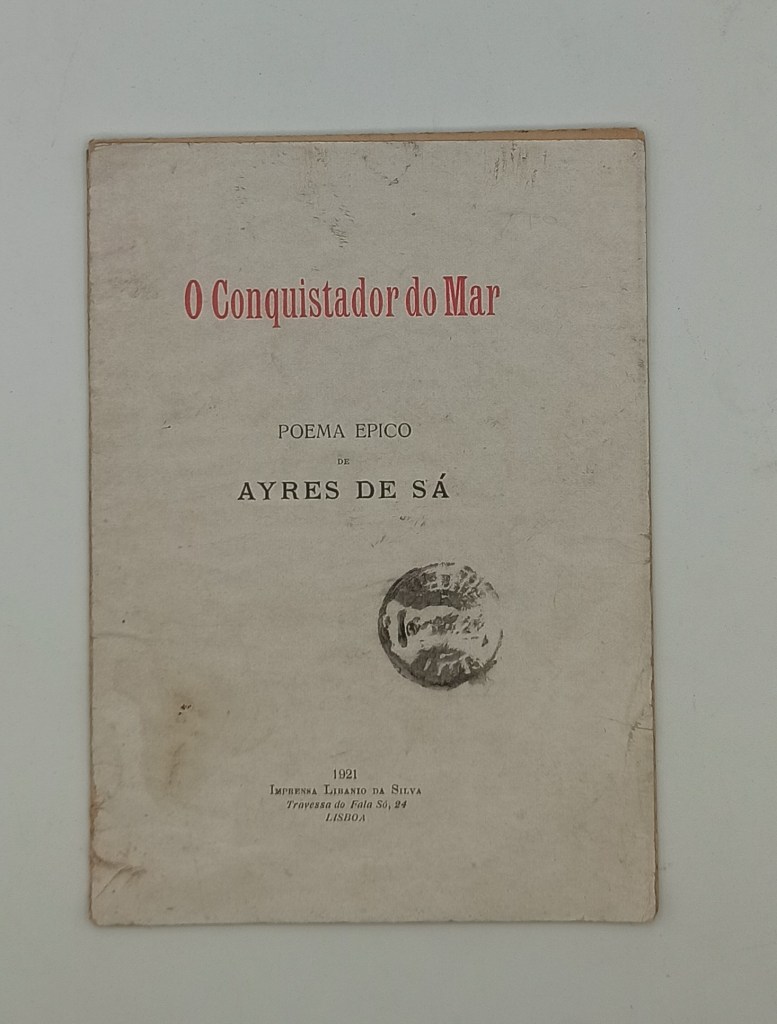 O Conquistador do Mar
POEMA EPICO
DE
AYRES DE SÁ
1921
IMPRENSA LIBANIO DA SILVA
Travessa do Fala Só, 24
LISBOA